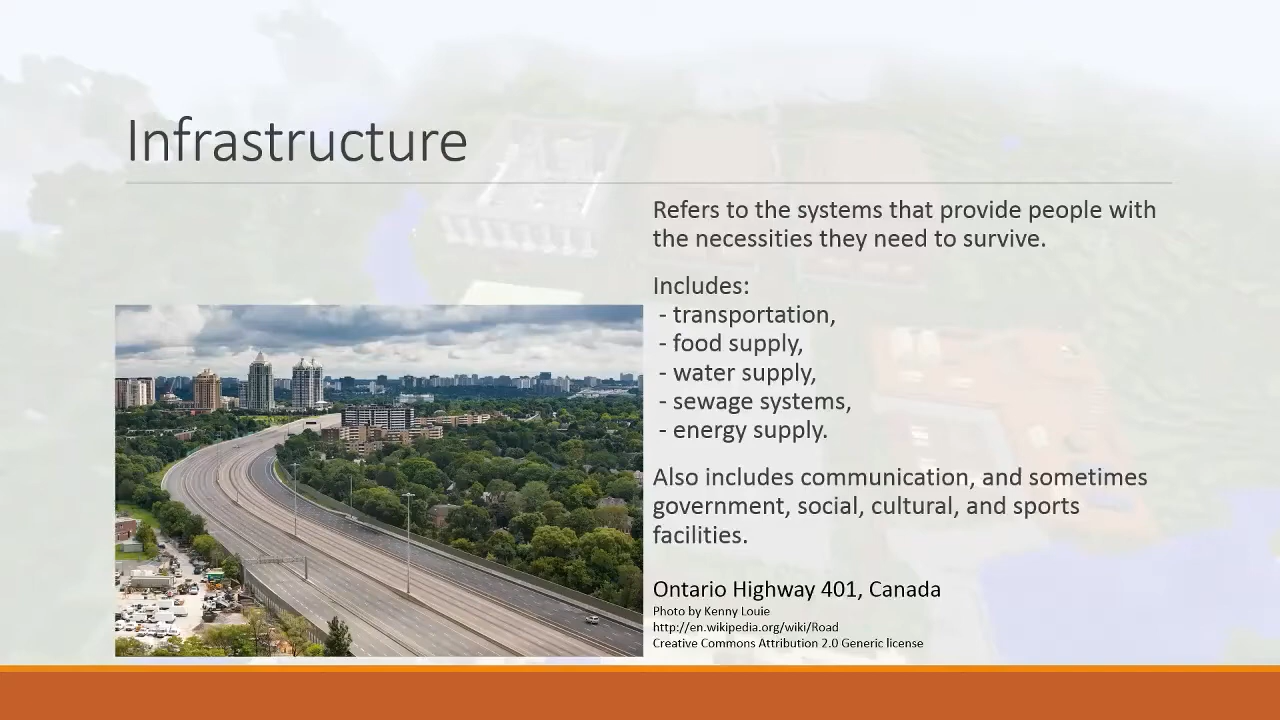 Infrastructure
Refers to the systems that provide people with
the necessities they need to survive.
Includes:
- transportation,
- food supply,
- water supply,
- sewage systems,
- energy supply.
Also includes communication, and sometimes
government, social, cultural, and sports
facilities.
Ontario Highway 401, Canada
Photo by Kenny Louie
http://en.wikipedia.org/wiki/Road
Creative Commons Attribution 2.0 Generic license